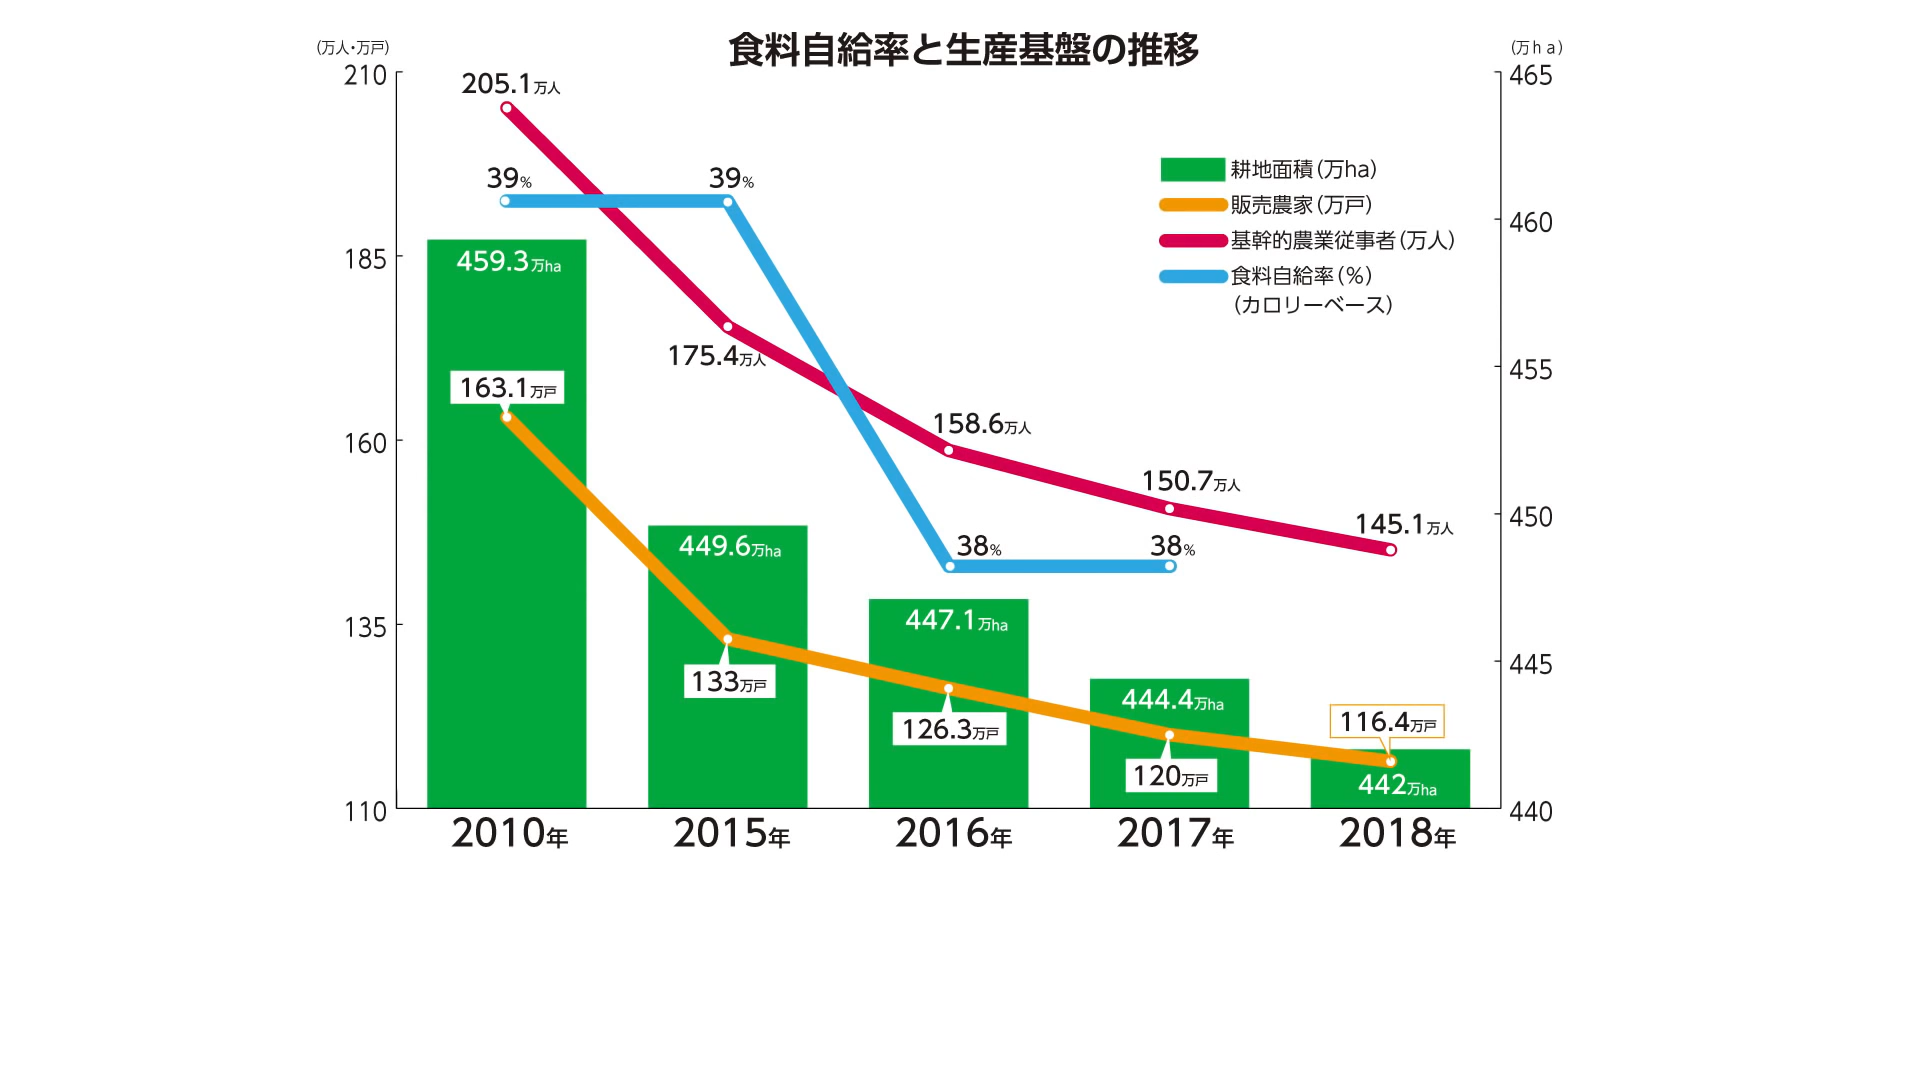 食料自給率と生産基盤の推移
(万人・万戸)
(万ha)
210
185
160
135
110
465
460
455
450
445
440
耕地面積(万ha)
販売農家(万戸)
基幹的農業従事者(万人)
食料自給率(%)
(カロリーベース)
205.1万人
175.4万人
158.6万人
150.7万人
145.1万人
39%
39%
38%
38%
459.3万ha
449.6万ha
447.1万ha
444.4万ha
442万ha
163.1万戸
133万戸
126.3万戸
120万戸
116.4万戸
2010年
2015年
2016年
2017年
2018年